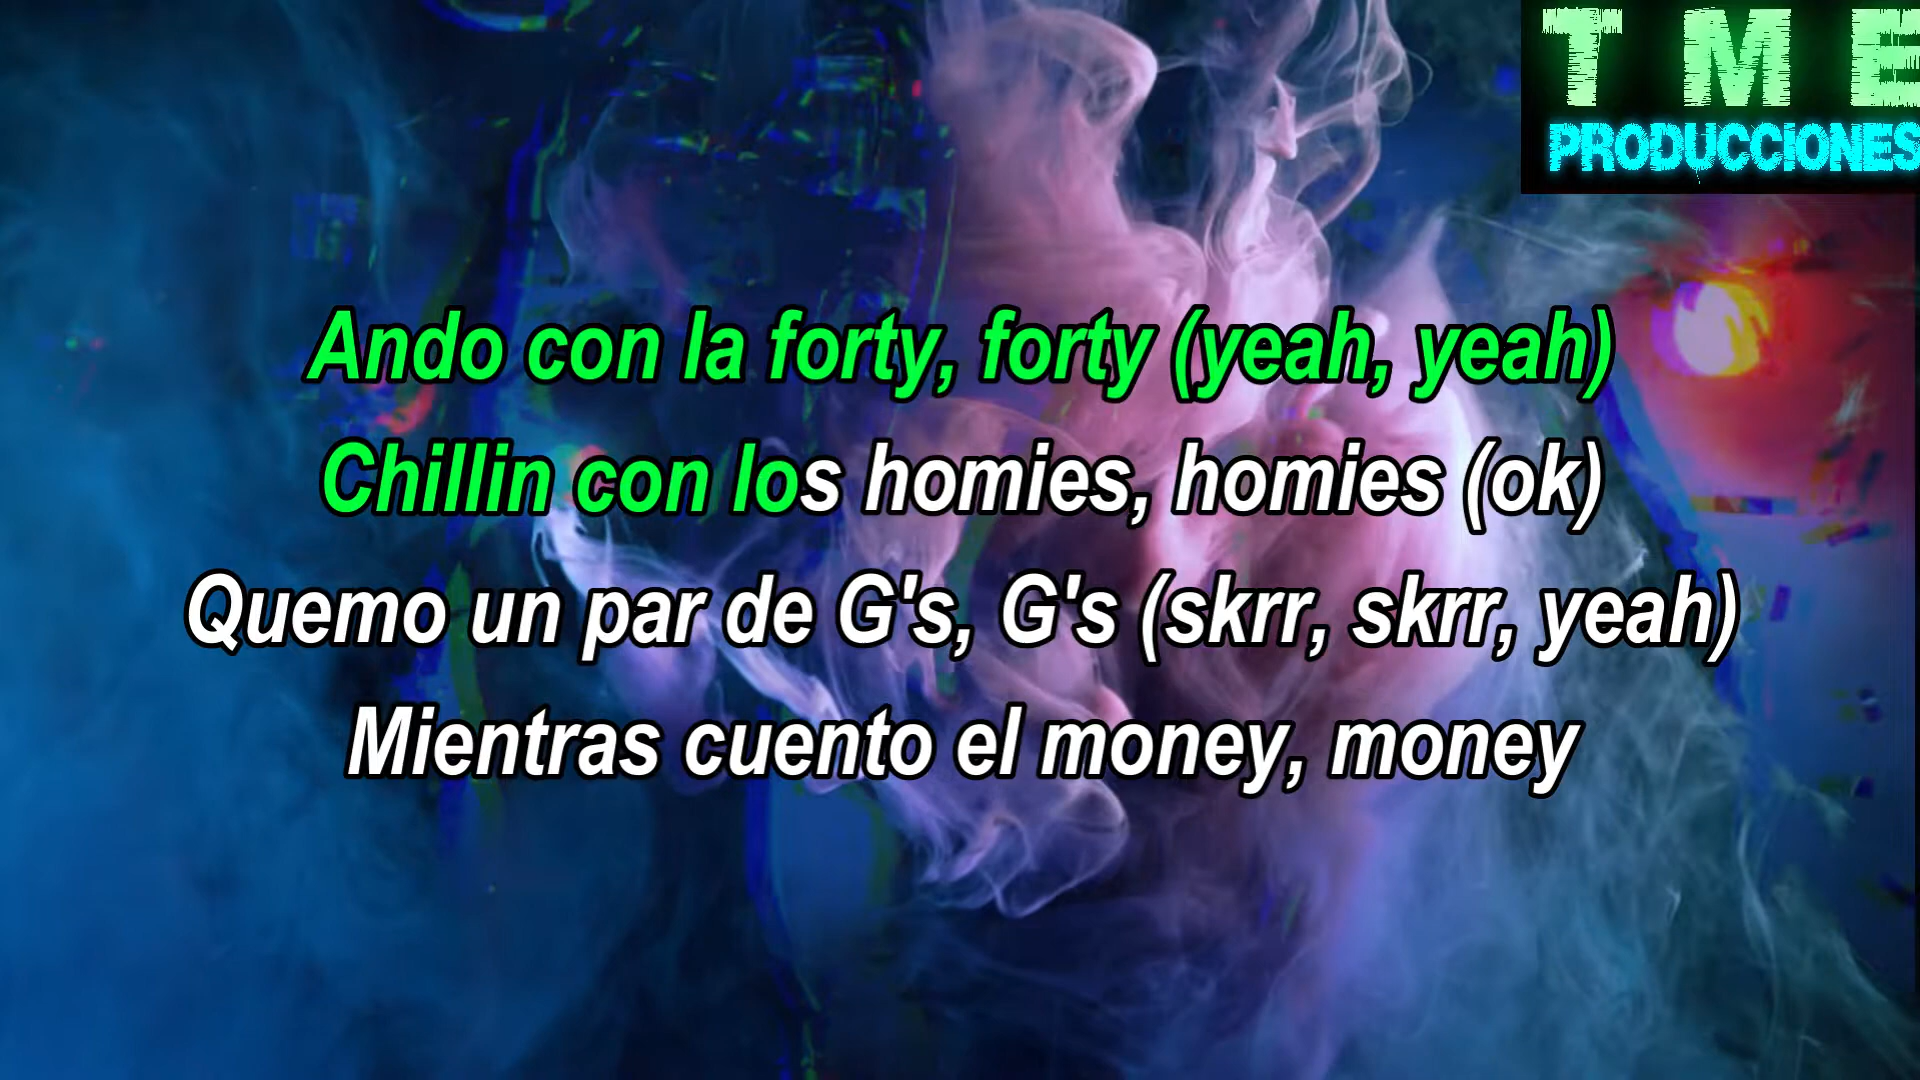 T M E
PRODUCCIONES
Ando con la forty, forty (yeah, yeah)
Chillin con los homies, homies (ok)
Quemo un par de G's, G's (skrr, skrr, yeah)
Mientras cuento el money, money